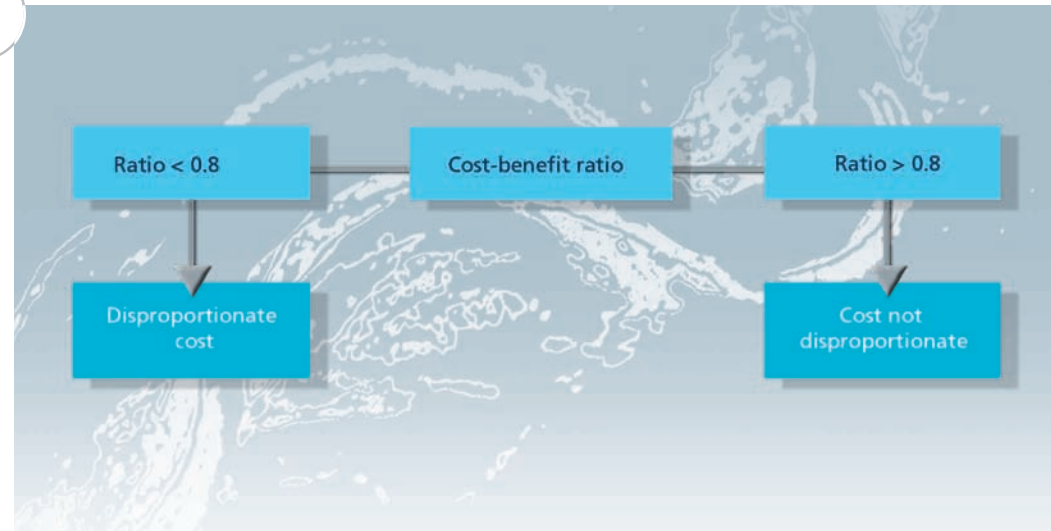 Ratio < 0.8
Cost-benefit ratio
Ratio > 0.8
Disproportionate
cost
Cost not
disproportionate